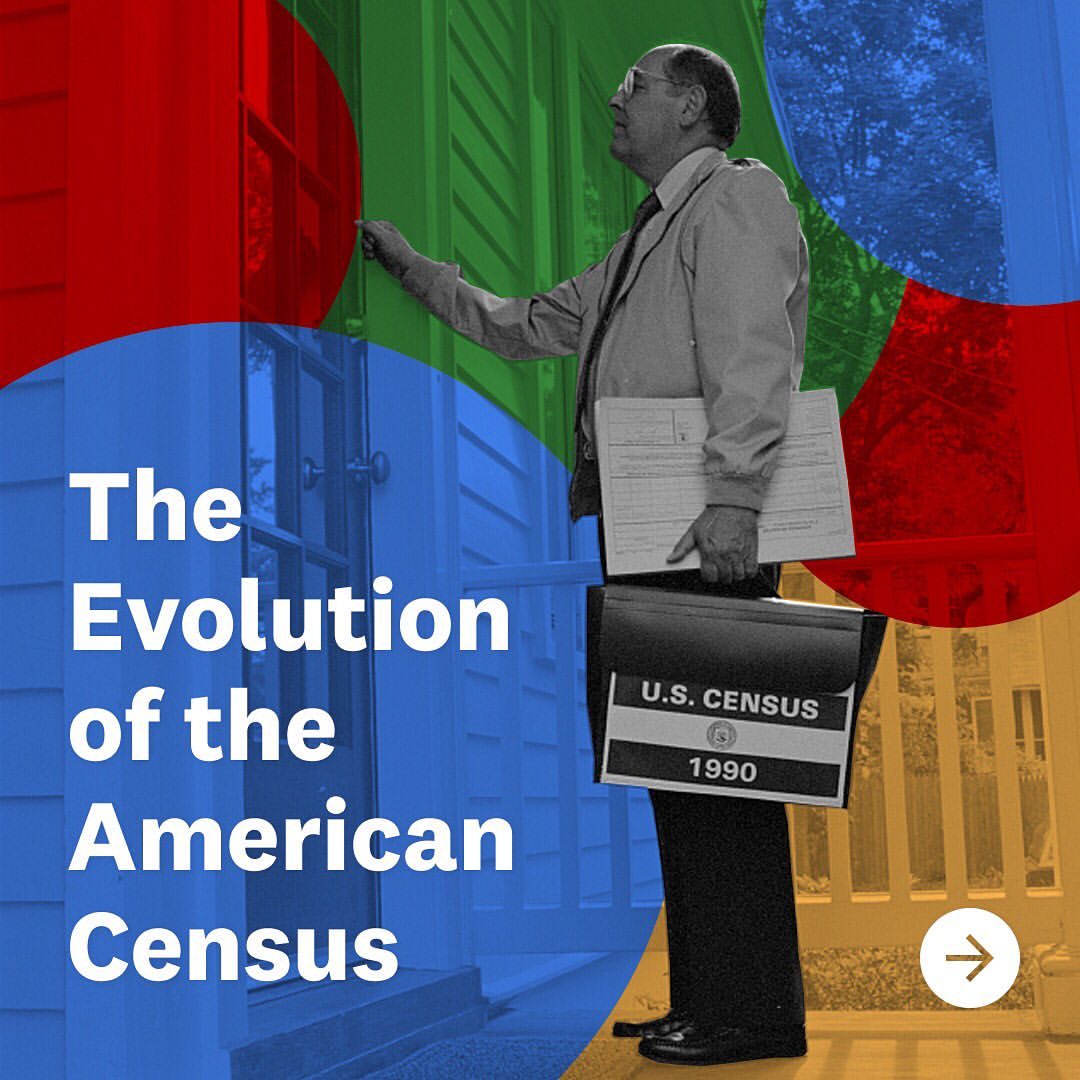 The
Evolution
of the
American
Census
U.S. CENSUS
1990